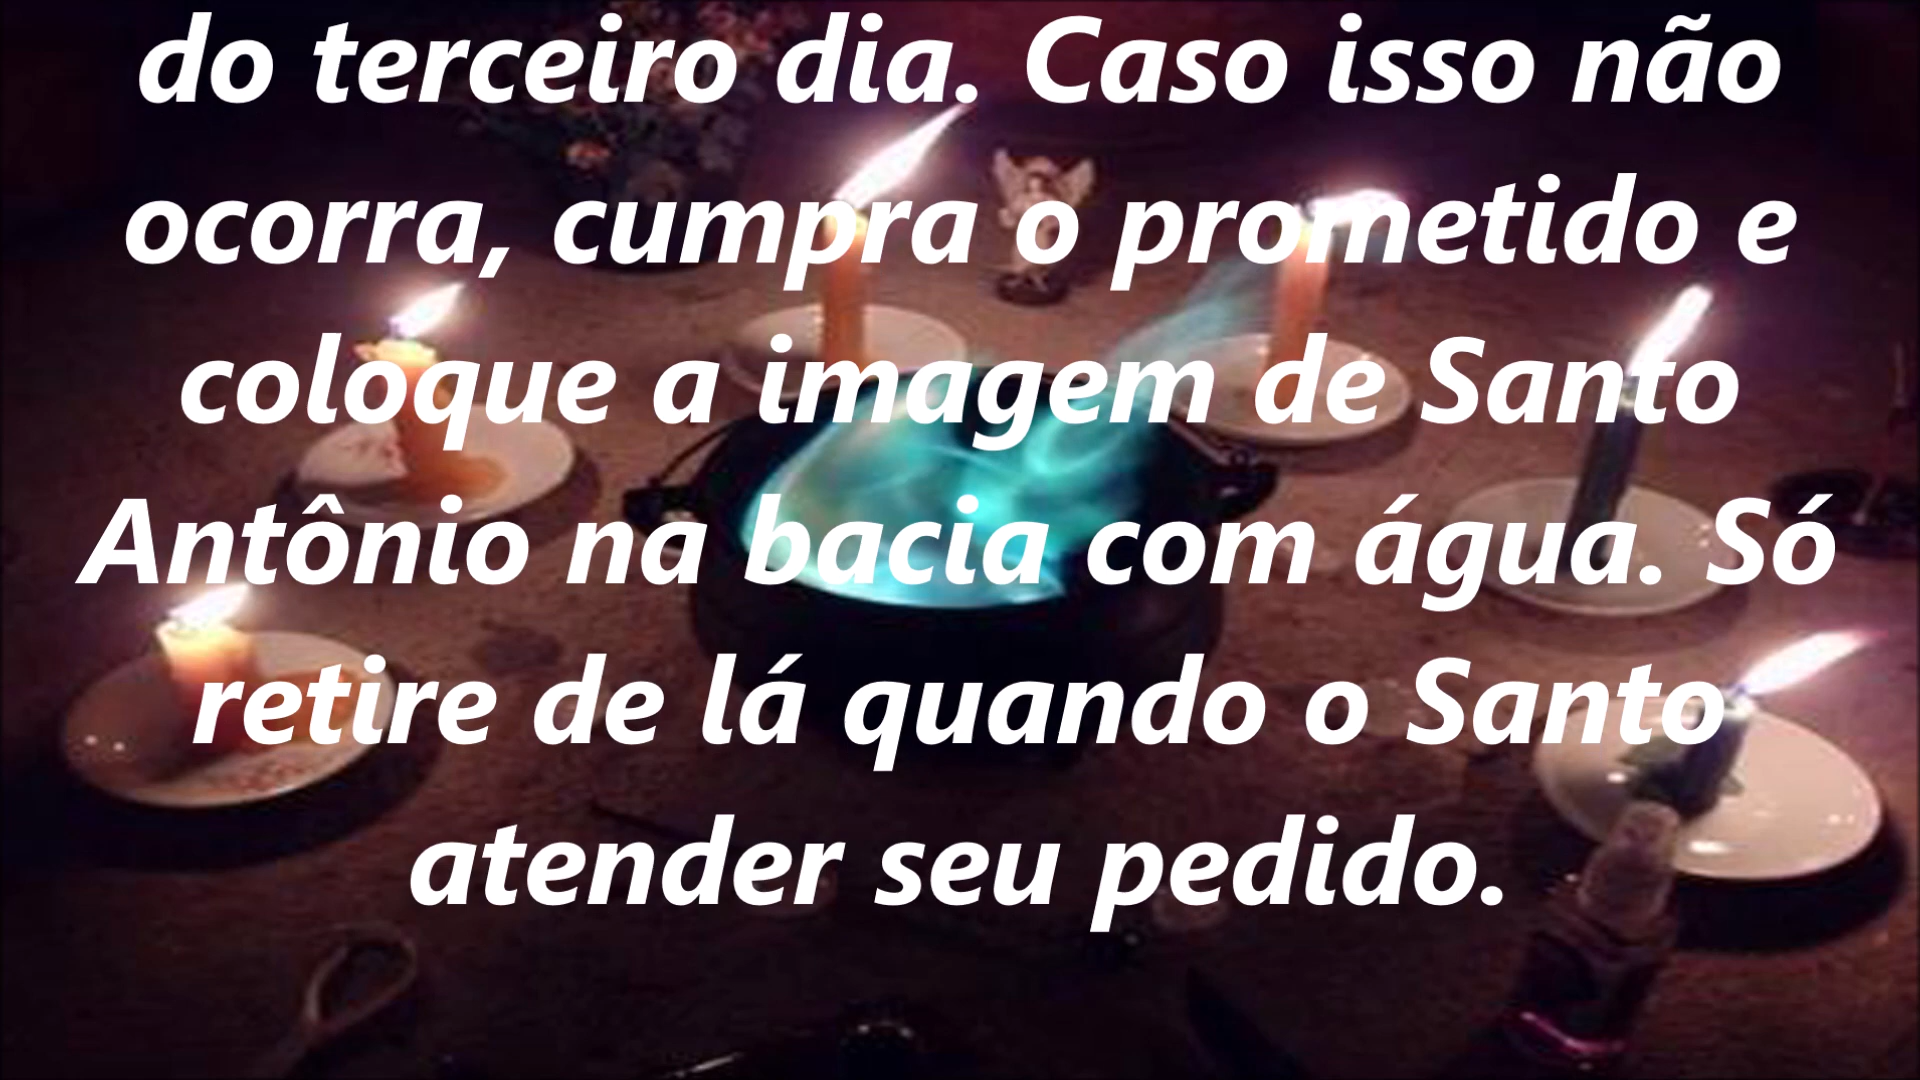 do terceiro dia. Caso isso não
ocorra, cumpra o prometido e
coloque a imagem de Santo
Antônio na bacia com água. Só
retire de lá quando o Santo
atender seu pedido.